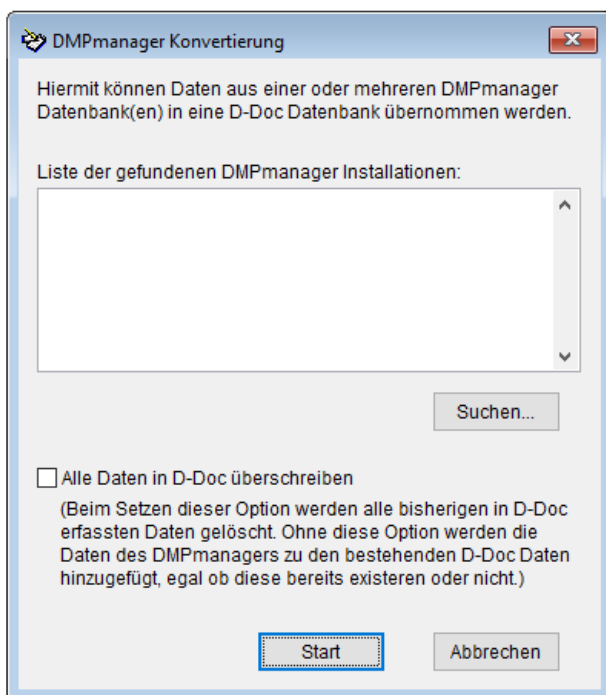 DMPmanager Konvertierung
Hiermit können Daten aus einer oder mehreren DMPmanager
Datenbank(en) in eine D-Doc Datenbank übernommen werden.
Liste der gefundenen DMPmanager Installationen:
Suchen...
Alle Daten in D-Doc überschreiben
(Beim Setzen dieser Option werden alle bisherigen in D-Doc
erfassten Daten gelöscht. Ohne diese Option werden die
Daten des DMPmanagers zu den bestehenden D-Doc Daten
hinzugefügt, egal ob diese bereits existeren oder nicht.)
Start
Abbrechen